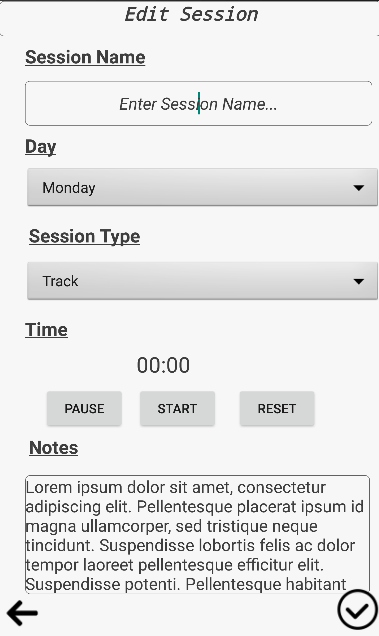 Edit Session
Session Name
Enter Session Name...
Day
Monday
Session Type
Track
Time
00:00
PAUSE START RESET
Notes
Lorem ipsum dolor sit amet, consectetur
adipiscing elit. Pellentesque placerat ipsum id
magna ullamcorper, sed tristique neque
tincidunt. Suspendisse lobortis felis ac dolor
tempor laoreet pellentesque efficitur elit.
Suspendisse potenti. Pellentesque habitant